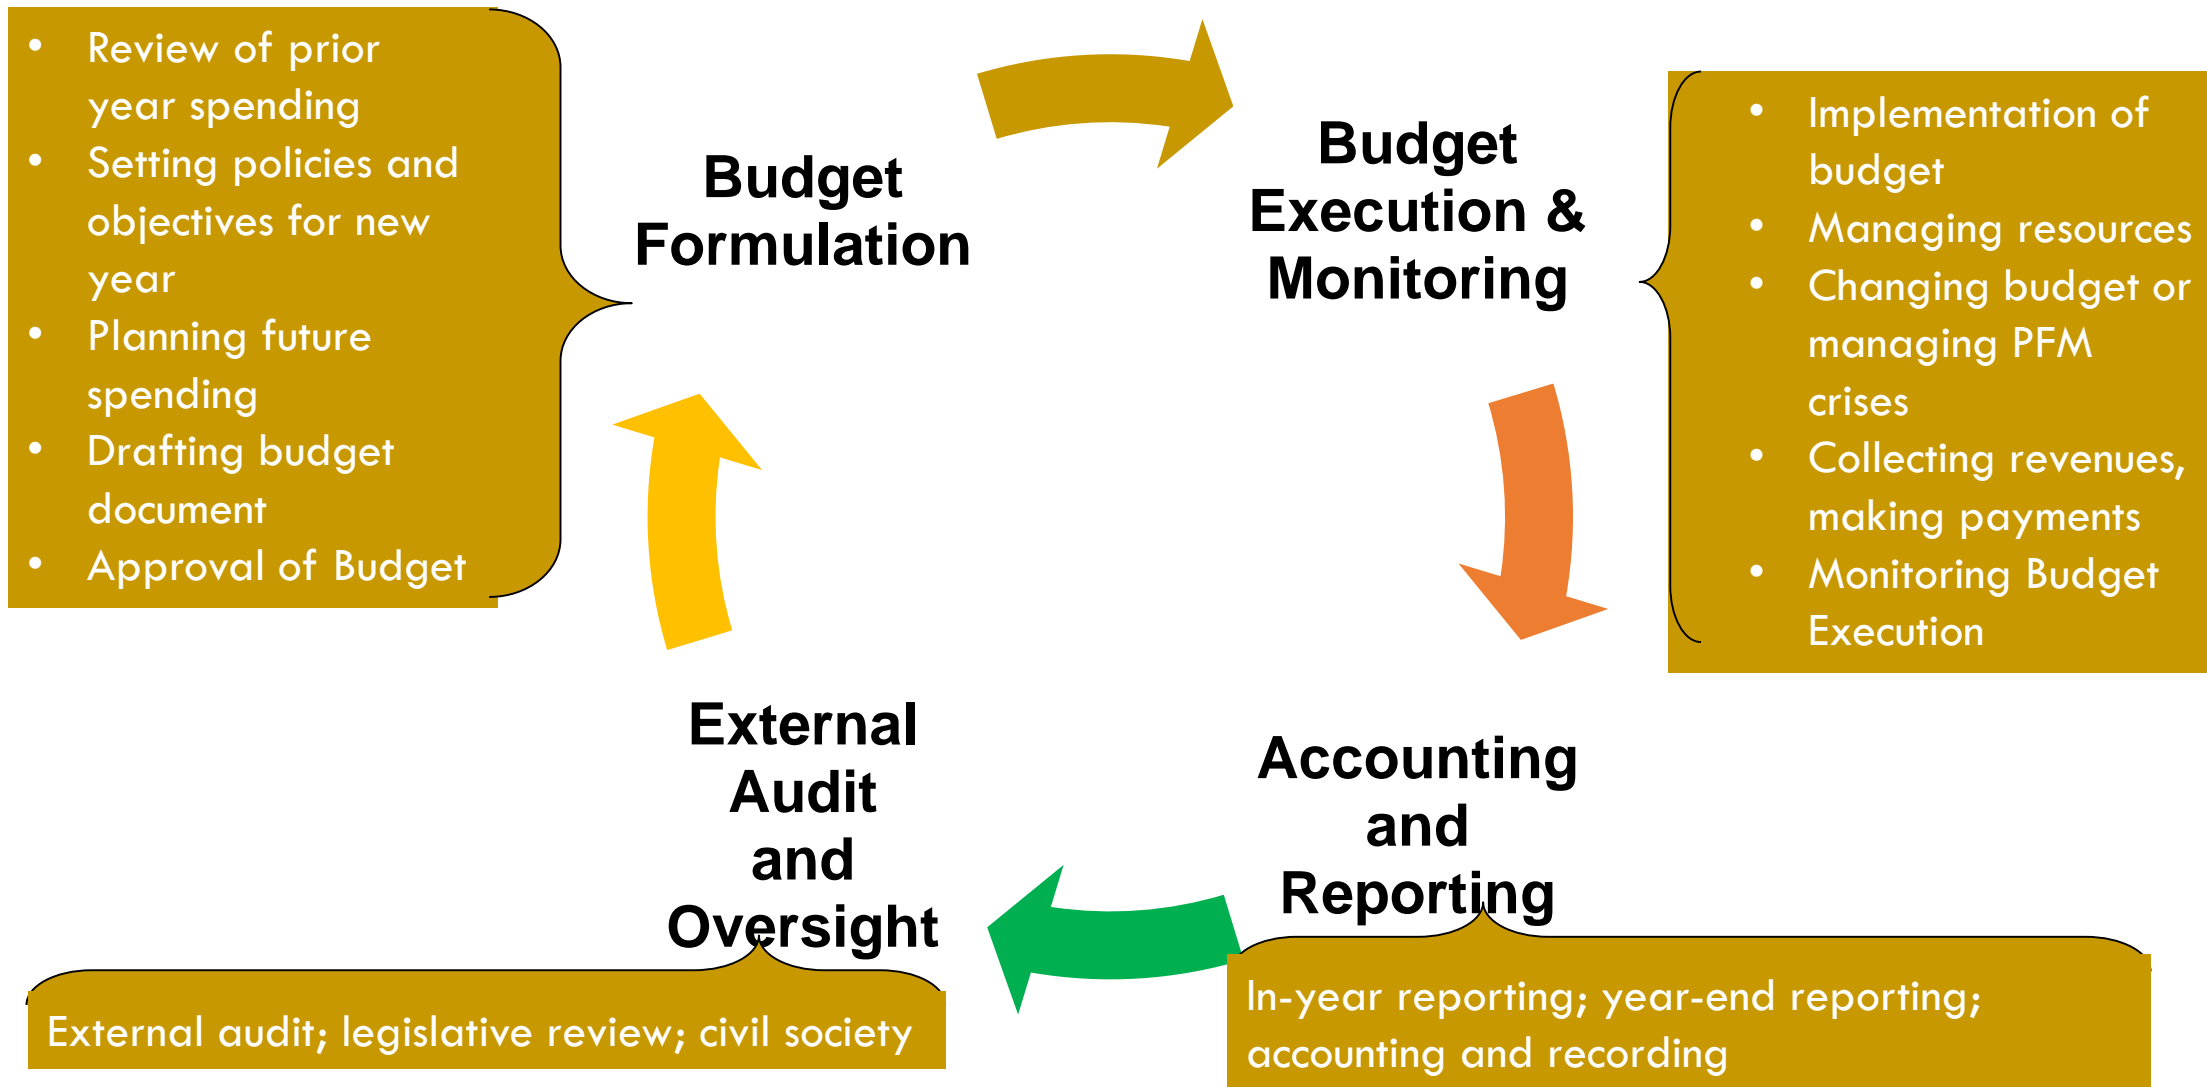 • Review of prior
year spending
• Setting policies and
objectives for new
year
• Planning future
spending
• Drafting budget
document
• Approval of Budget
Budget
Formulation
Budget
Execution &
Monitoring
• Implementation of
budget
• Managing resources
• Changing budget or
managing PFM
crises
• Collecting revenues,
making payments
• Monitoring Budget
Execution
External
Audit
and
Oversight
External audit; legislative review; civil society
Accounting
and
Reporting
In-year reporting; year-end reporting;
accounting and recording